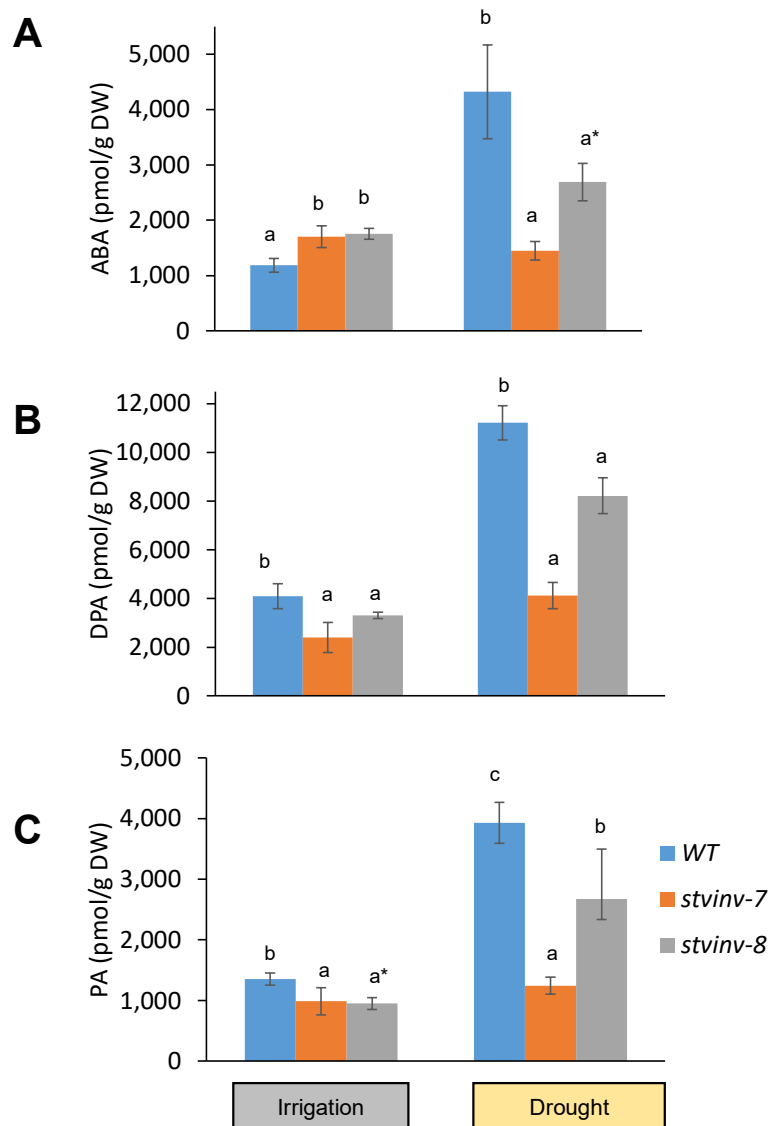 A
ABA (pmol/g DW)
5,000
4,000
3,000
2,000
1,000
0
a
b
b
b
a
a*
B
DPA (pmol/g DW)
12,000
10,000
8,000
6,000
4,000
2,000
0
b
a
a
b
a
a
C
PA (pmol/g DW)
5,000
4,000
3,000
2,000
1,000
0
b
a
a*
c
a
b
WT
stvinv-7
stvinv-8
Irrigation
Drought